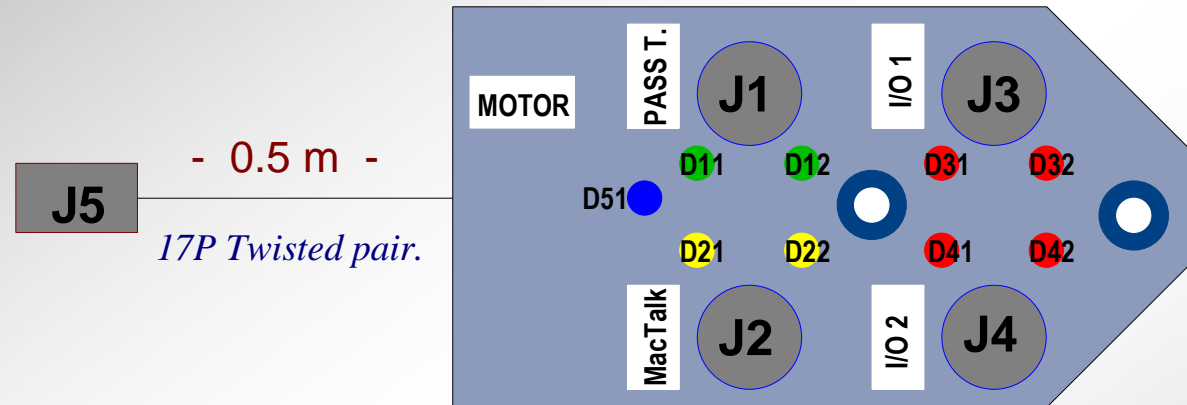 J5
- 0.5 m -
17P Twisted pair.
MOTOR
PASS T.
J1
I/O 1
J3
D11
D12
D31
D32
D51
D21
D22
D41
D42
MacTalk
J2
I/O 2
J4